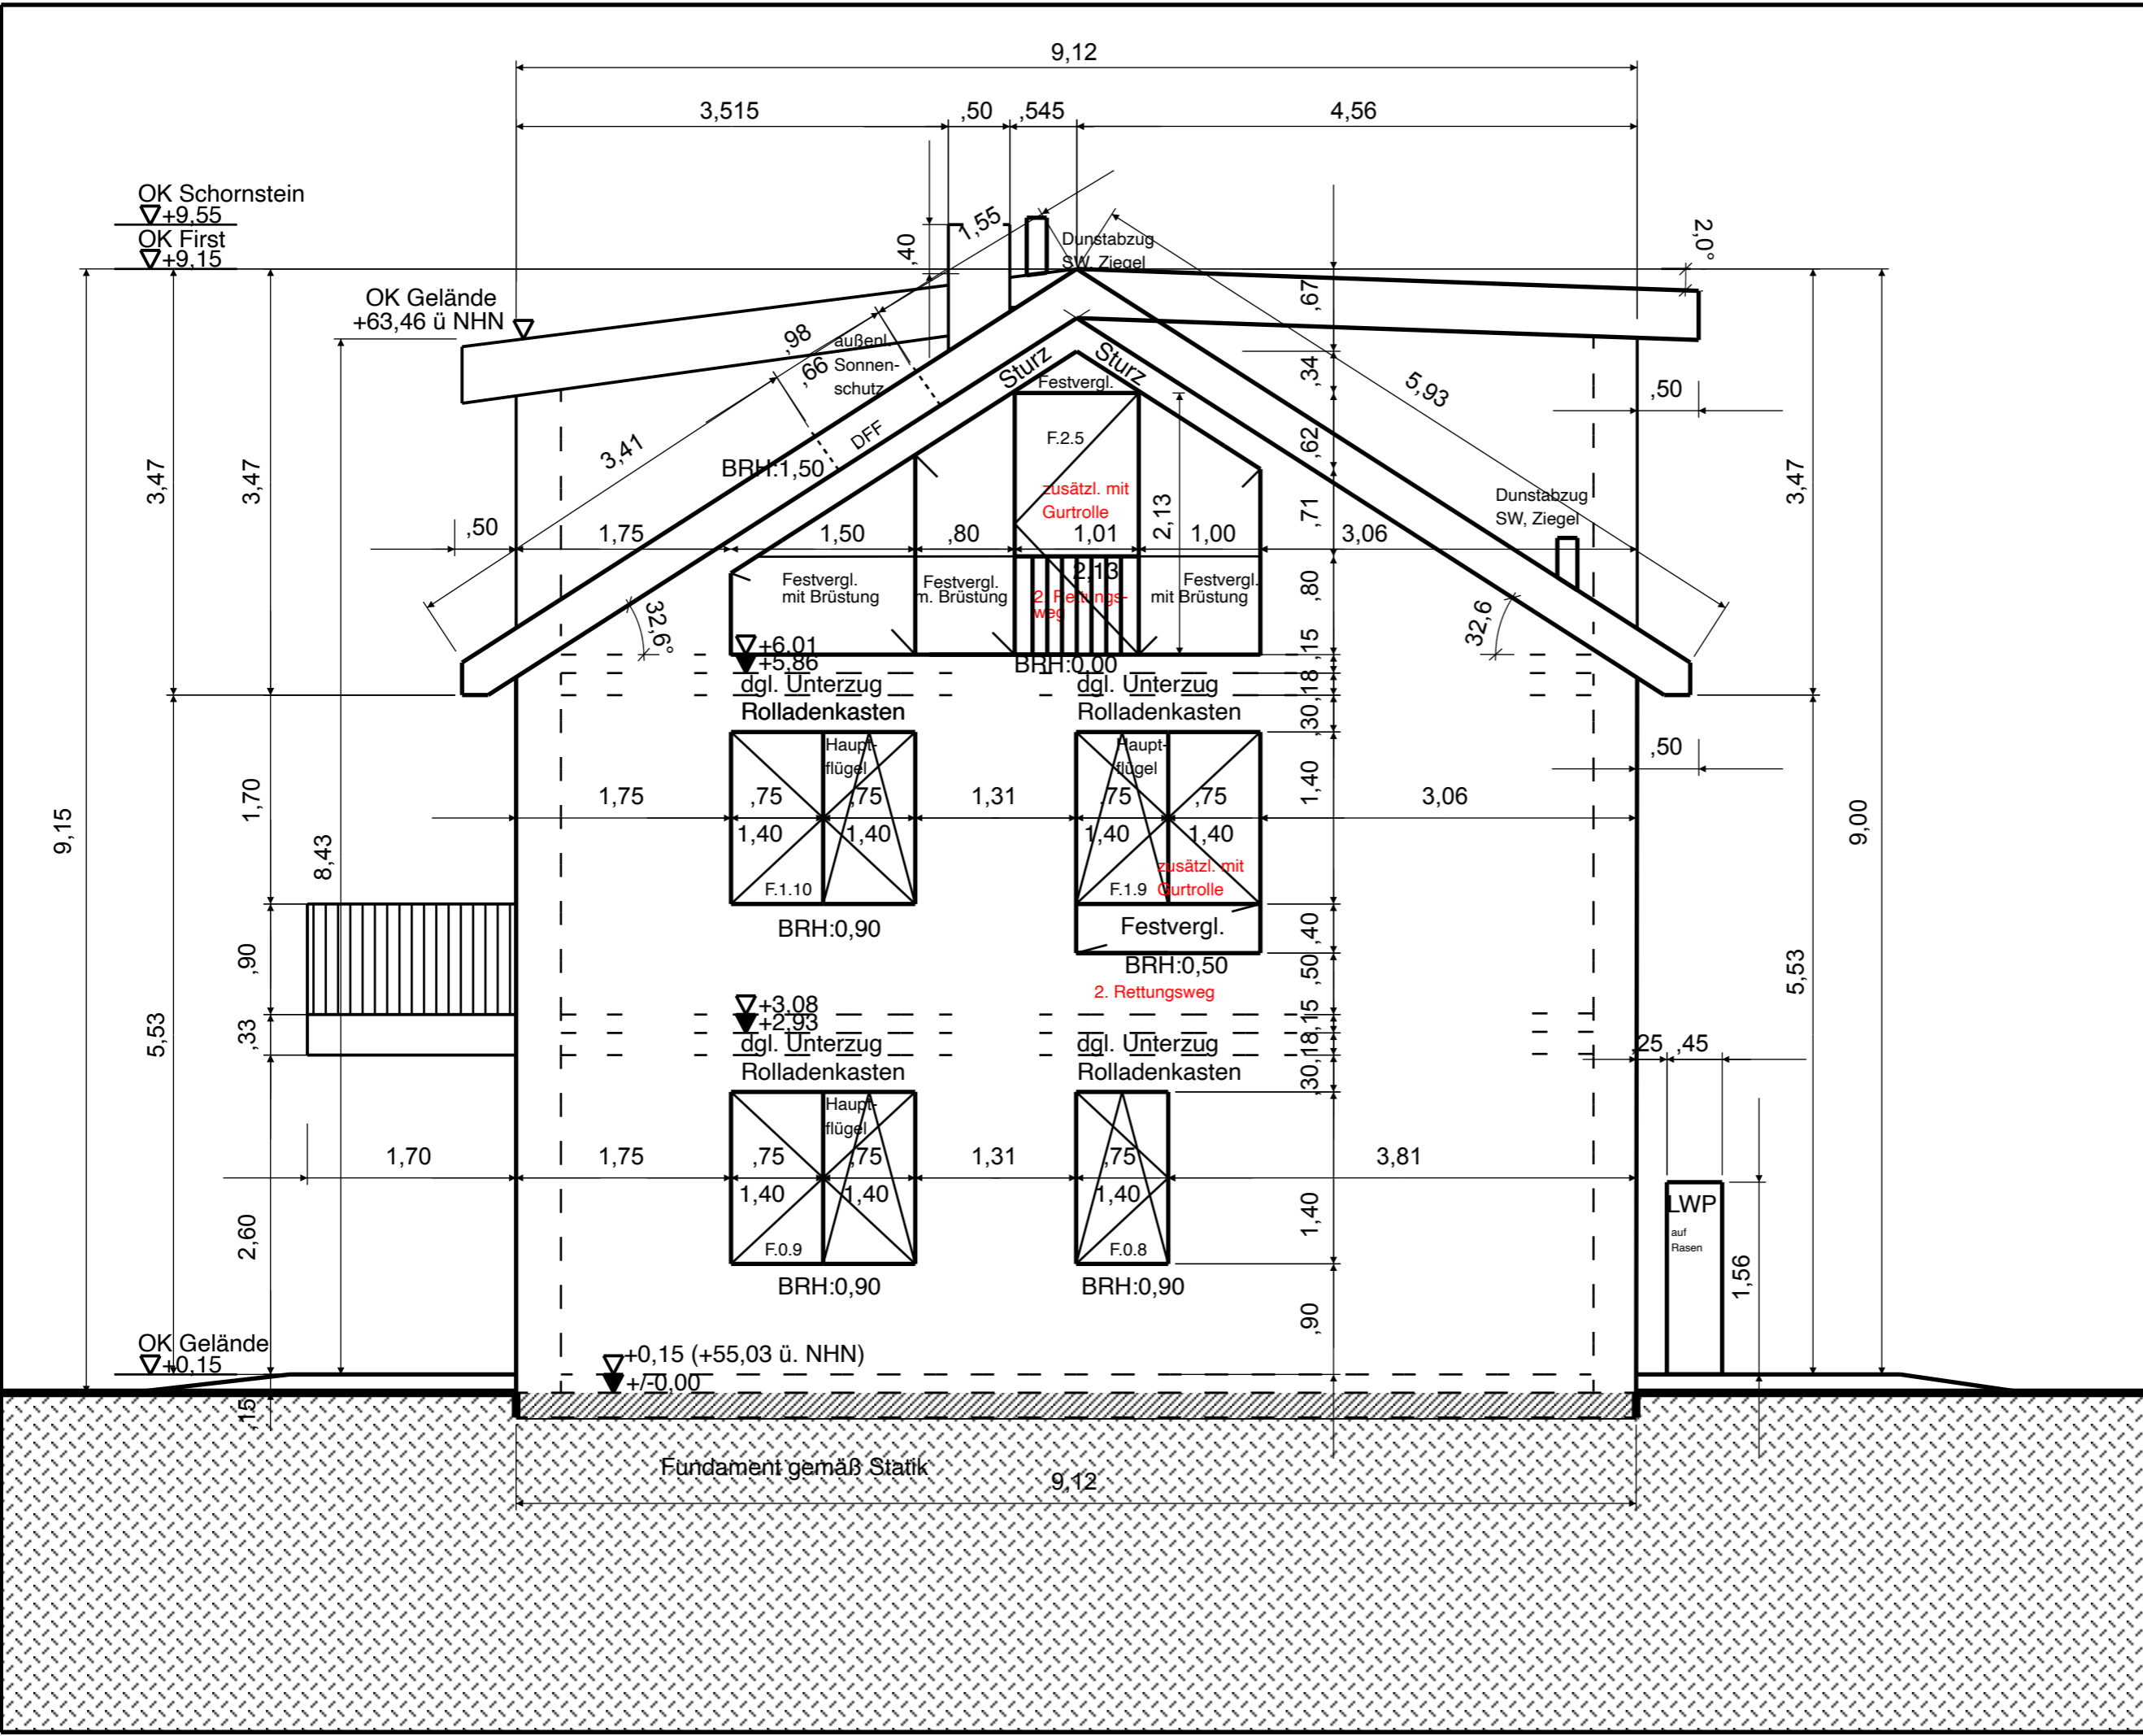 9,12
3,515
,50
,545
4,56
OK Schornstein
+9,55
OK First
+9,15
OK Gelände
+63,46 ü NHN
,40
1,55
Dunstabzug
SW, Ziegel
2,0°
,67
,98
,66
außenl.
Sonnen-
schutz
DFF
Sturz
Sturz
Festvergl.
,34
5,93
,50
3,41
BRH:1,50
F.2.5
,62
zusätzl. mit
Gurtrolle
2,13
,71
Dunstabzug
SW, Ziegel
3,47
3,47
3,47
,50
1,75
1,50
,80
1,01
1,00
3,06
Festvergl.
mit Brüstung
Festvergl.
m. Brüstung
2,13
2. Rettungs-
weg
Festvergl.
mit Brüstung
,80
32,6°
32,6
+6,01
+5,86
BRH:0,00
,15
,18
dgl. Unterzug
Rolladenkasten
dgl. Unterzug
Rolladenkasten
,30
Haupt-
flügel
Haupt-
flügel
,50
1,70
1,75
,75
,75
1,31
,75
,75
1,40
3,06
1,40
1,40
1,40
1,40
9,15
8,43
9,00
zusätzl. mit
Gurtrolle
F.1.10
F.1.9
BRH:0,90
Festvergl.
,40
BRH:0,50
,50
,90
2. Rettungsweg
5,53
5,53
+3,08
+2,93
,15
,33
,18
dgl. Unterzug
Rolladenkasten
dgl. Unterzug
Rolladenkasten
,30
,25
,45
Haupt-
flügel
1,70
1,75
,75
,75
1,31
,75
3,81
1,40
1,40
1,40
1,40
2,60
F.0.9
F.0.8
LWP
auf
Rasen
1,56
BRH:0,90
BRH:0,90
,90
OK Gelände
+0,15
+0,15 (+55,03 ü. NHN)
+/-0,00
,15
Fundament gemäß Statik
9,12